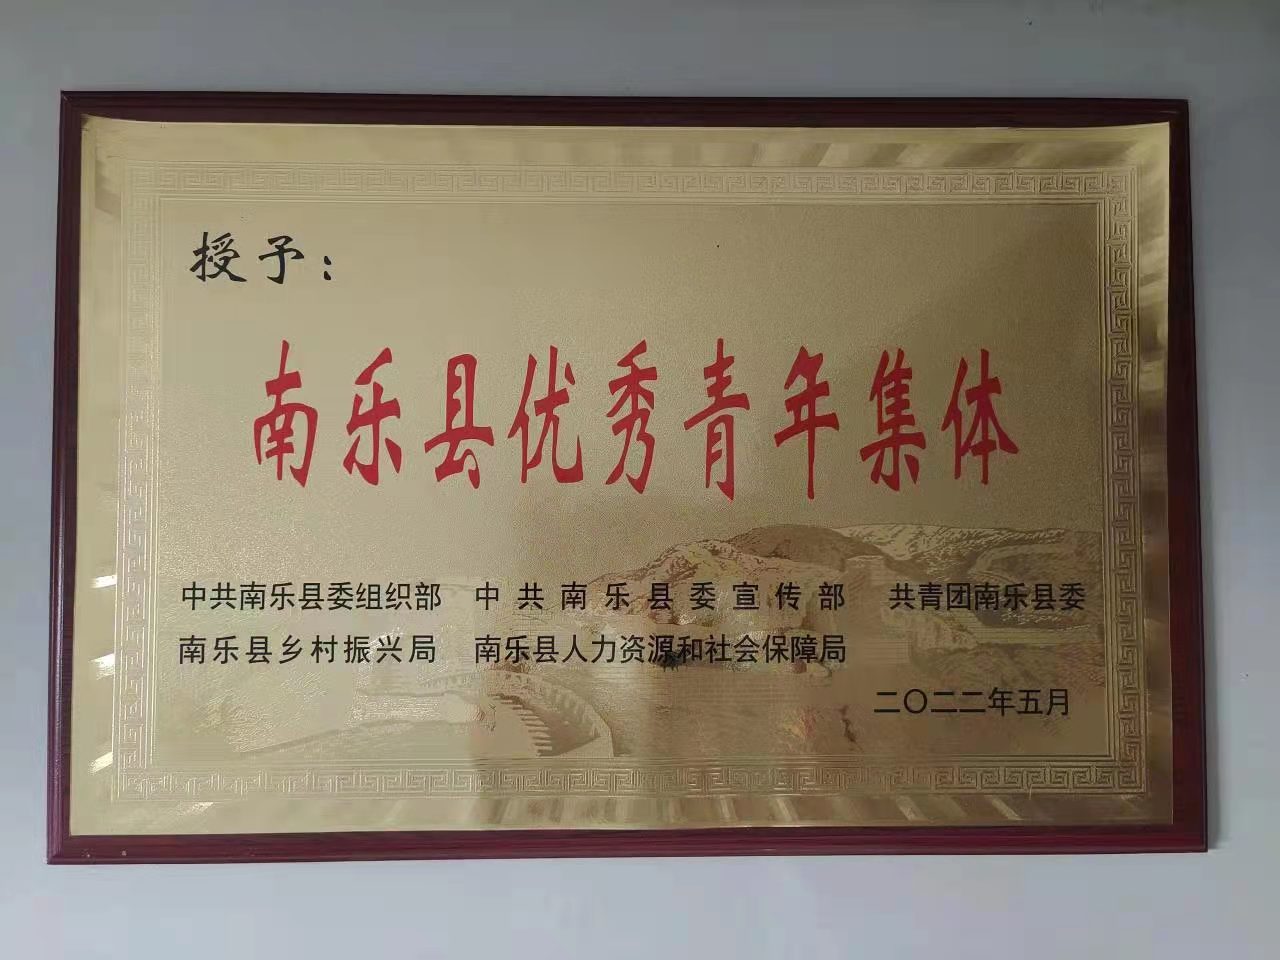 授予：
南乐县优秀青年集体
中共南乐县委组织部 中共南乐县委宣传部 共青团南乐县委
南乐县乡村振兴局 南乐县人力资源和社会保障局
二〇二二年五月